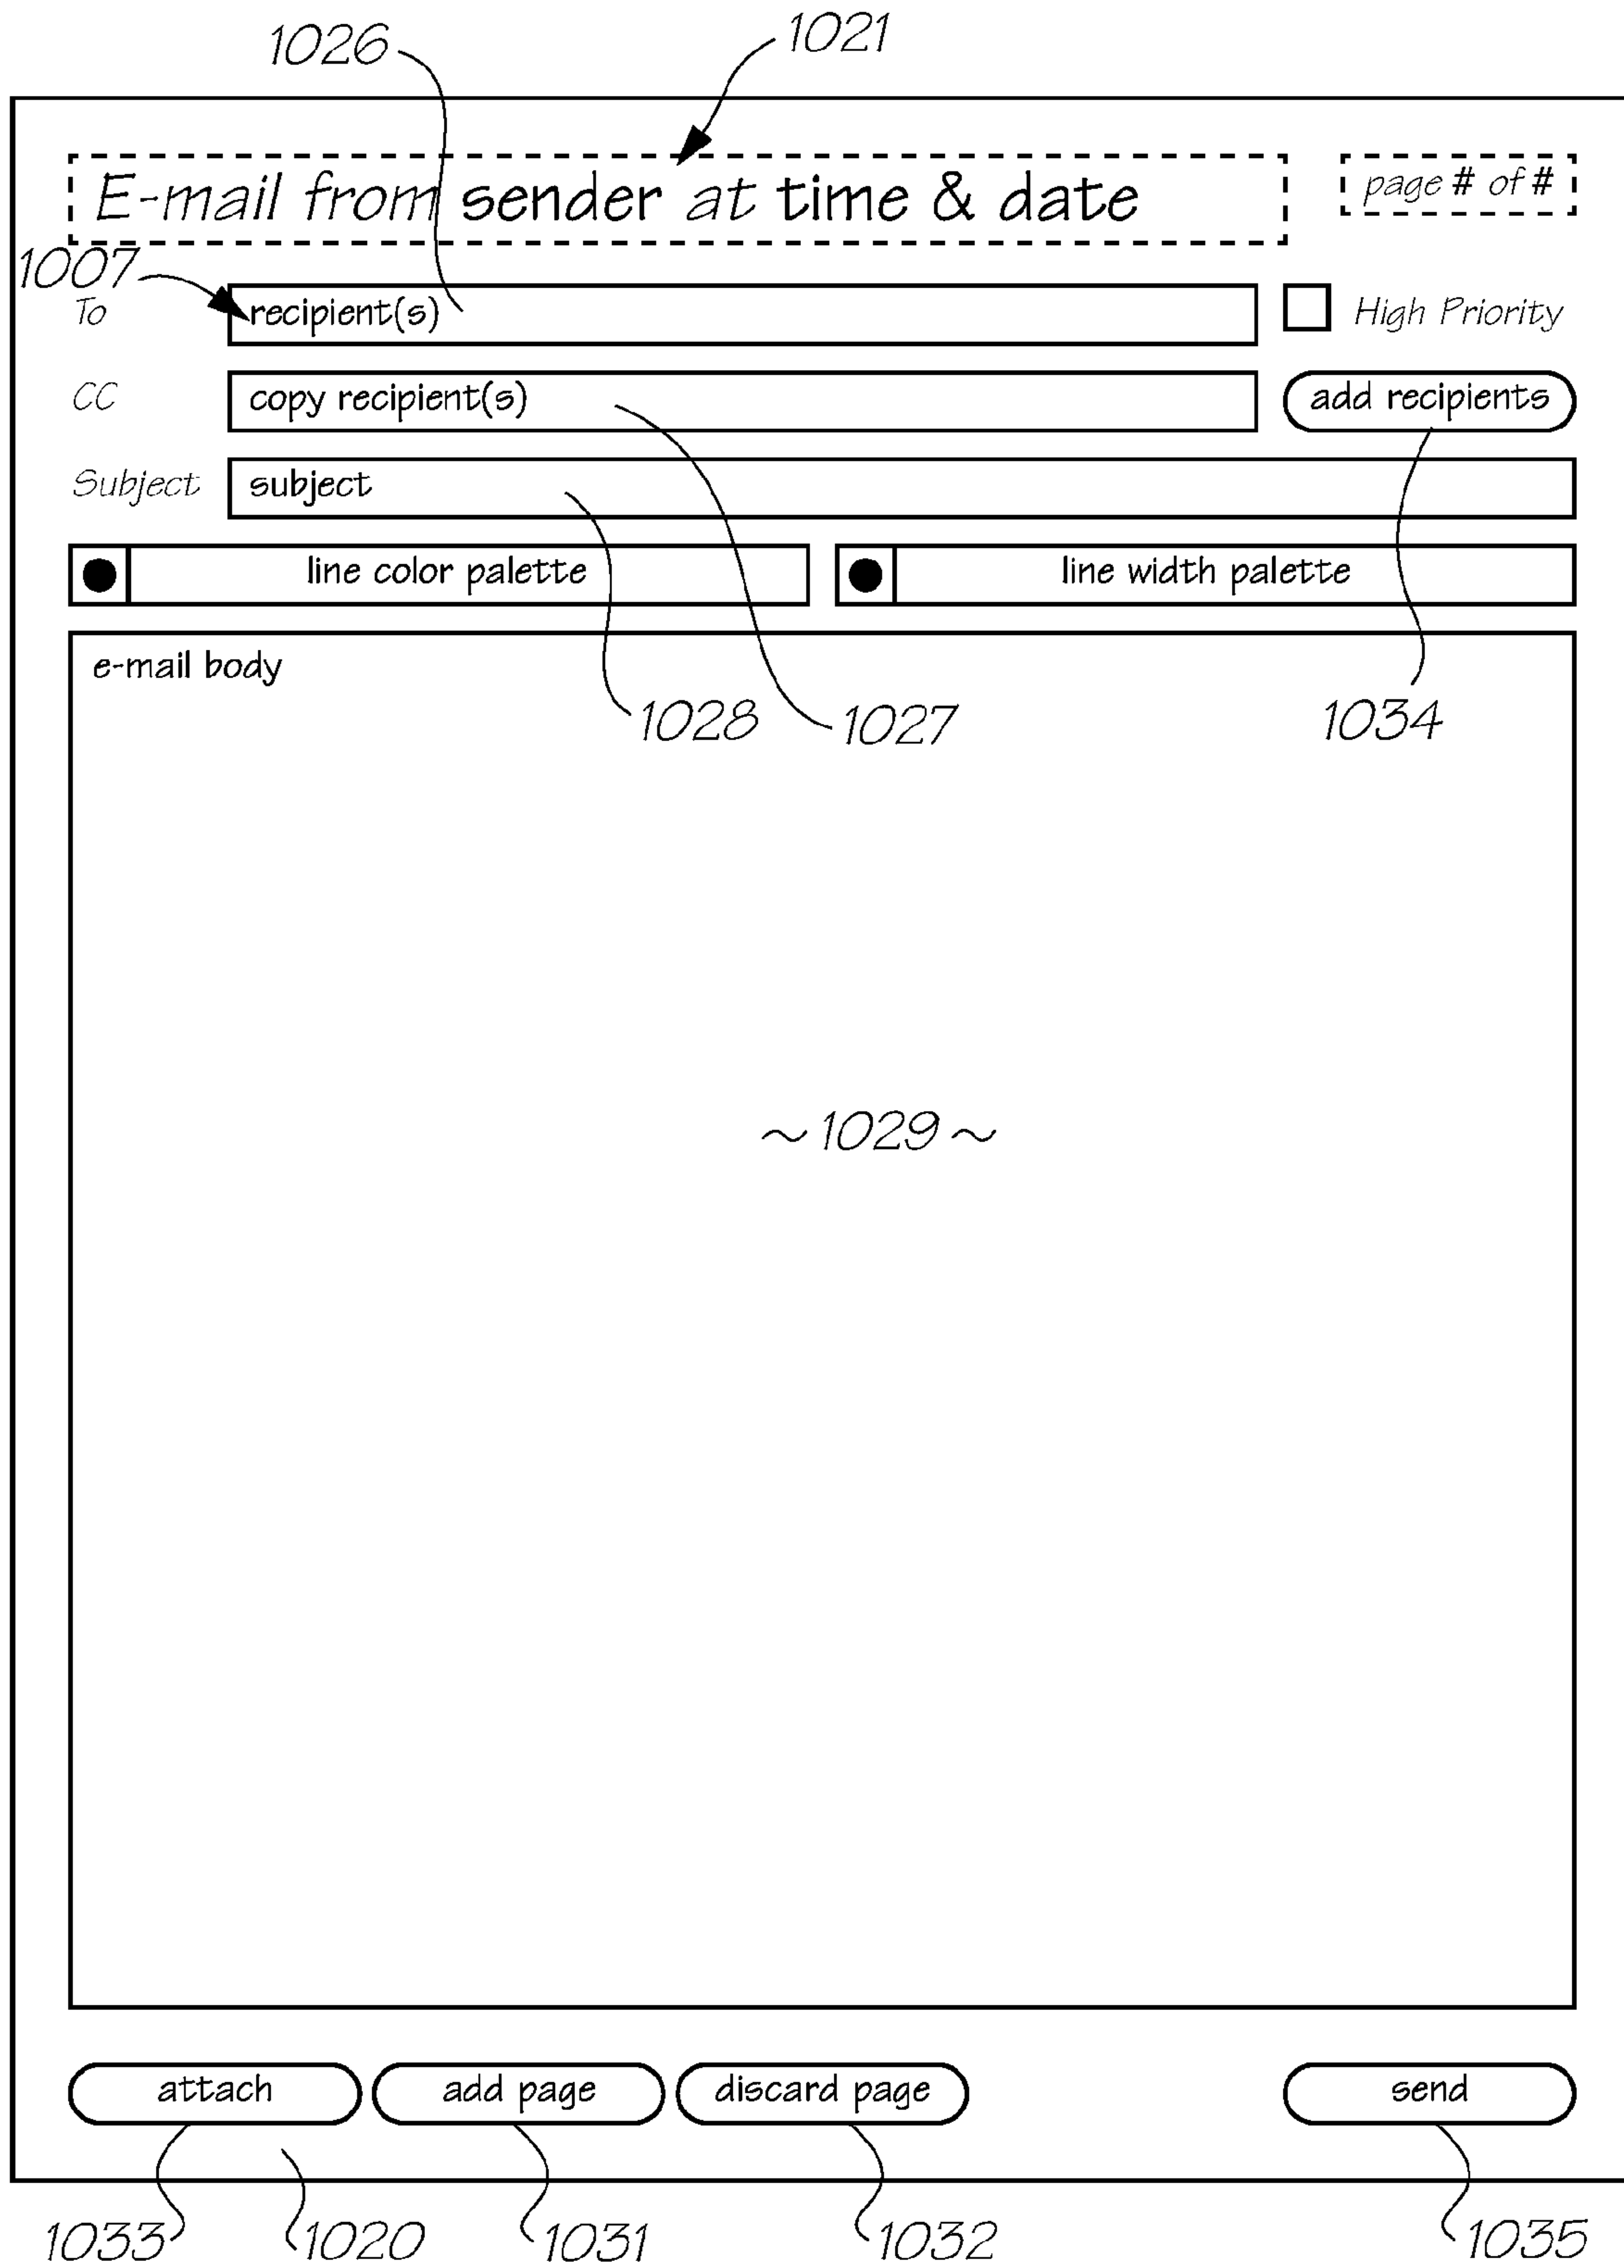 1026 1021
E-mail from sender at time & date page # of #
1007
To recipient(s) High Priority
CC copy recipient(s) add recipients
Subject subject
line color palette line width palette
e-mail body
1028 1027 1034
~1029~
attach add page discard page send
1033 1020 1031 1032 1035